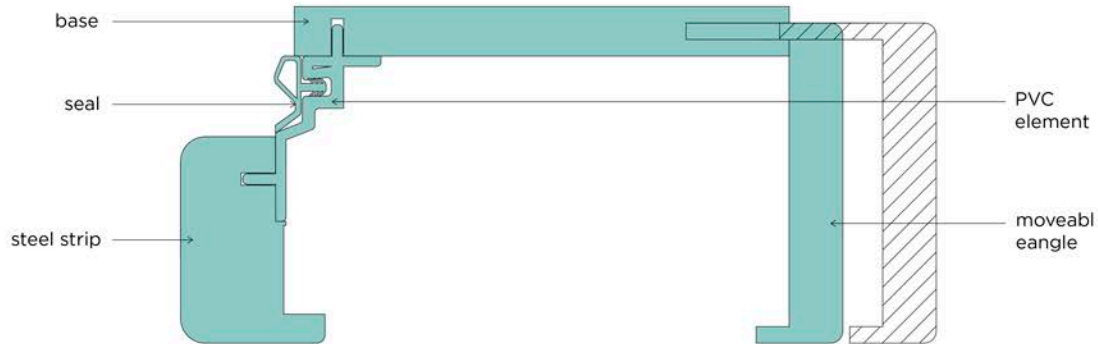 base
seal
steel strip
PVC
element
moveabl
eangle